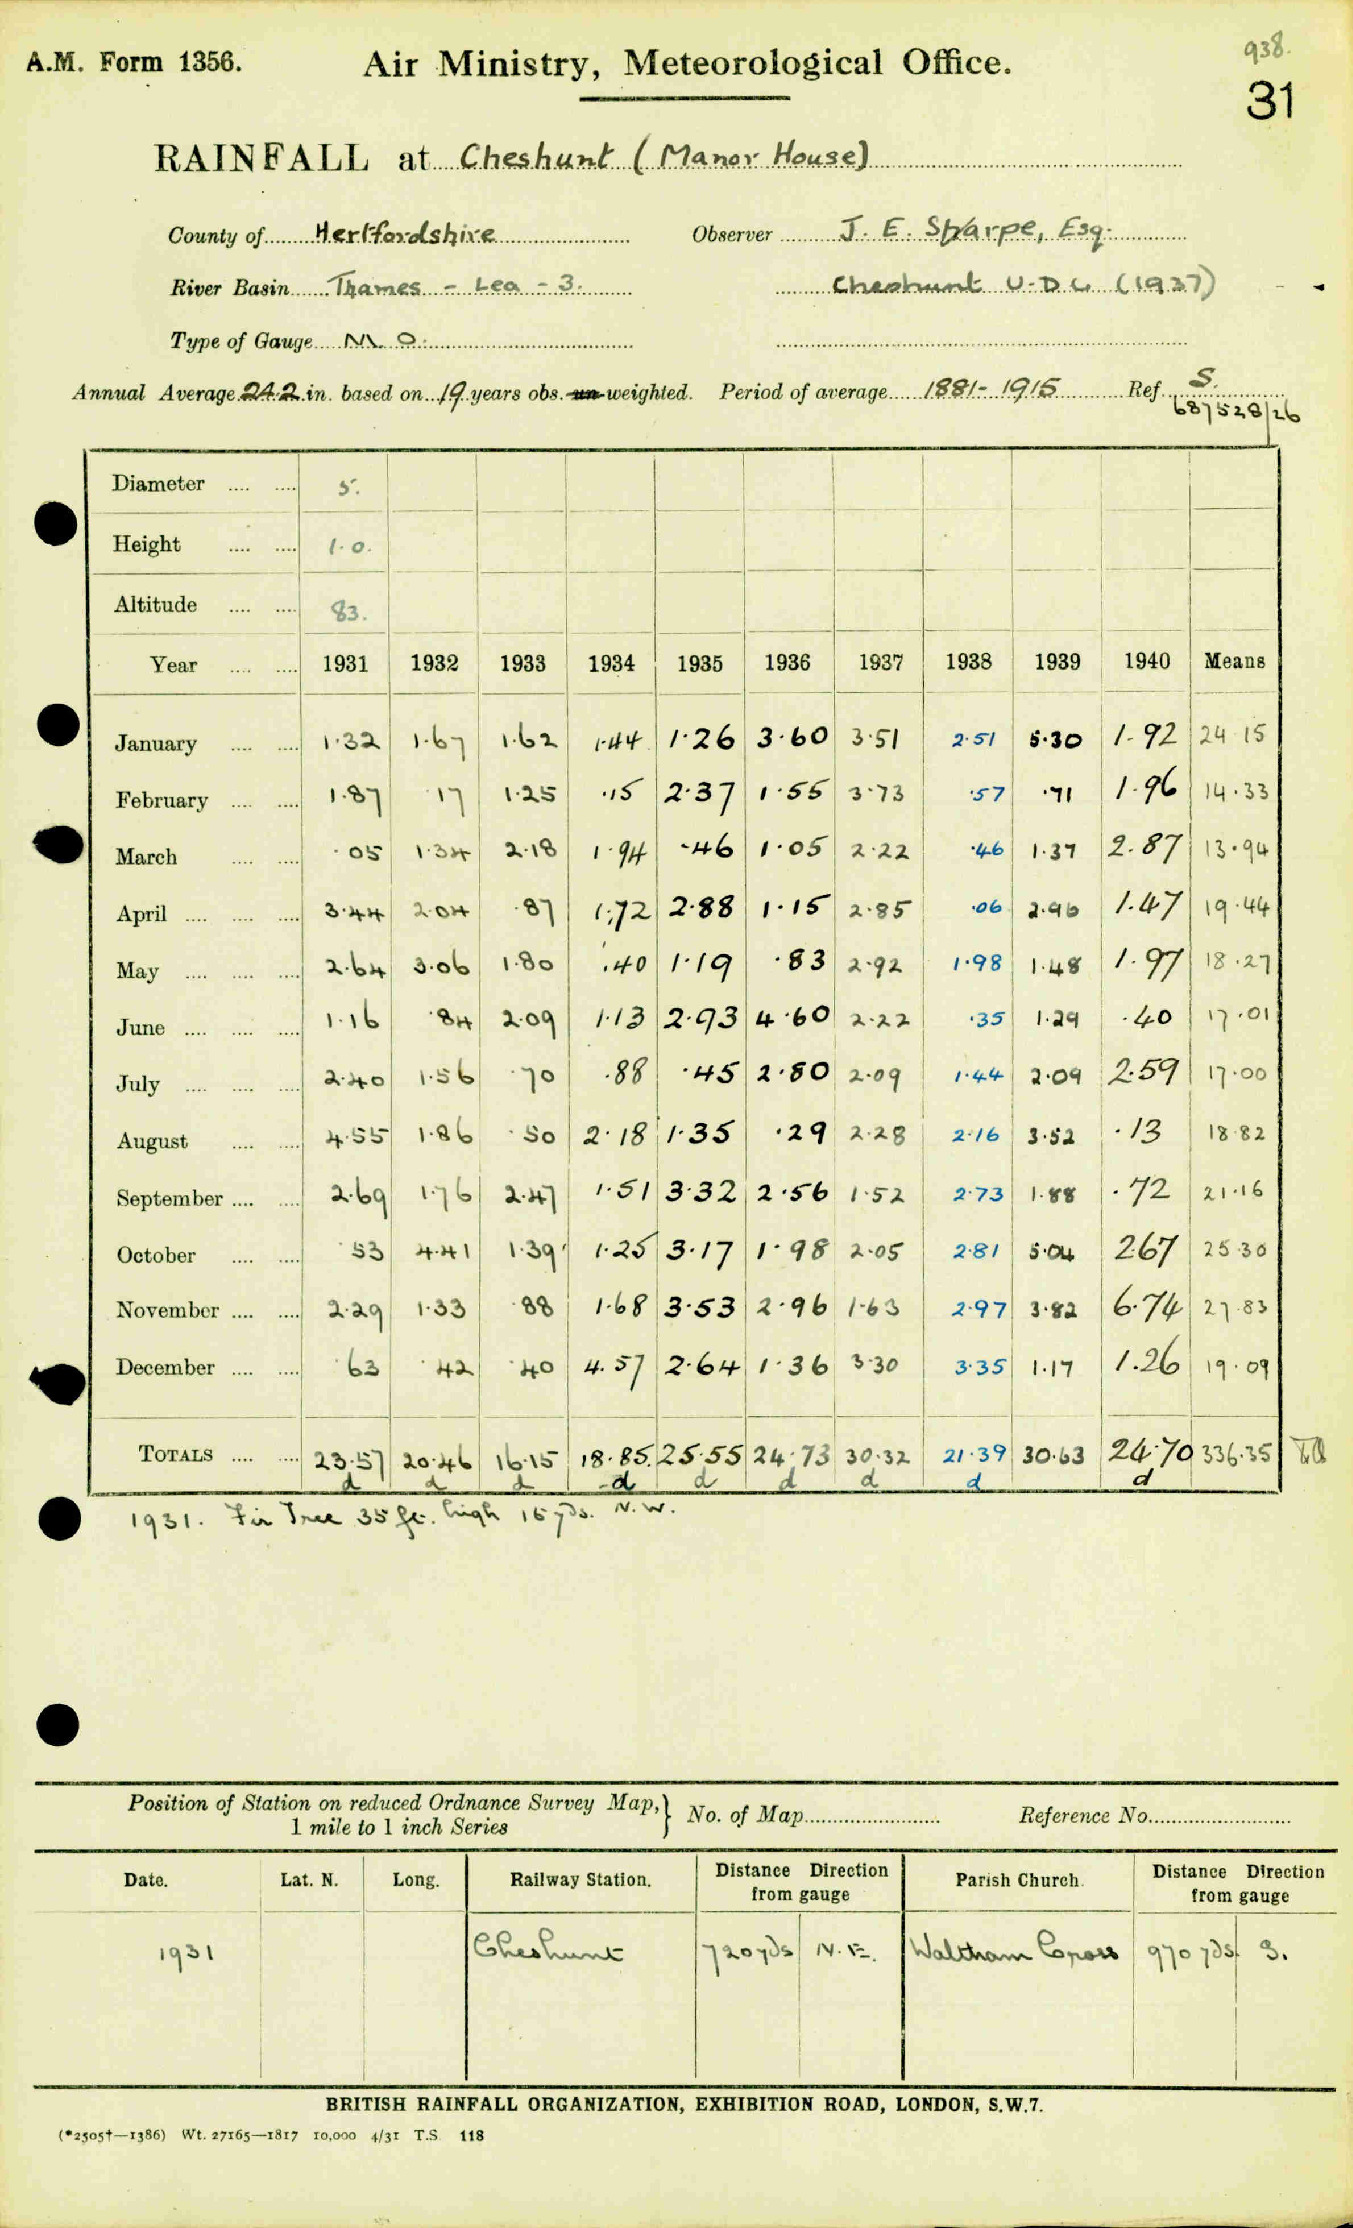 938.
A.M. Form 1356. Air Ministry, Meteorological Office.
31
RAINFALL at Cheshunt (Manor House)
County of Hertfordshire Observer J. E. Sharpe, Esq.
River Basin Thames - Lea - 3. Cheshunt U.D.C. (1937)
Type of Gauge M.O.
Annual Average 24.2 in. based on 19 years obs. un-weighted. Period of average 1881-1915 Ref. S.
687528/26
Diameter 5.
Height 1.0.
Altitude 83.
Year 1931 1932 1933 1934 1935 1936 1937 1938 1939 1940 Means
January 1.32 1.67 1.62 1.44 1.26 3.60 3.51 2.51 5.30 1.92 24.15
February 1.87 .17 1.25 .15 2.37 1.55 3.73 .57 .71 1.96 14.33
March .05 1.34 2.18 1.94 .46 1.05 2.22 .46 1.37 2.87 13.94
April 3.44 2.04 .87 1.72 2.88 1.15 2.85 .06 2.96 1.47 19.44
May 2.64 3.06 1.80 .40 1.19 .83 2.92 1.98 1.48 1.97 18.27
June 1.16 .84 2.09 1.13 2.93 4.60 2.22 .35 1.29 .40 17.01
July 2.40 1.56 .70 .88 .45 2.80 2.09 1.44 2.09 2.59 17.00
August 4.55 1.86 .50 2.18 1.35 .29 2.28 2.16 3.52 .13 18.82
September 2.69 1.76 2.47 1.51 3.32 2.56 1.52 2.73 1.88 .72 21.16
October .53 4.41 1.39 1.25 3.17 1.98 2.05 2.81 5.04 2.67 25.30
November 2.29 1.33 .88 1.68 3.53 2.96 1.63 2.97 3.82 6.74 27.83
December .63 .42 .40 4.57 2.64 1.36 3.30 3.35 1.17 1.26 19.09
TOTALS 23.57 20.46 16.15 18.85 25.55 24.73 30.32 21.39 30.63 24.70 336.35
d d d d d d d d d
1931. Fir Tree 35 ft. high 15 yds. N.W.
Position of Station on reduced Ordnance Survey Map,} No. of Map Reference No.
1 mile to 1 inch Series
Date. Lat. N. Long. Railway Station. Distance Direction from gauge Parish Church. Distance Direction from gauge
1931 Cheshunt 720 yds N.E. Waltham Cross 970 yds S.
BRITISH RAINFALL ORGANIZATION, EXHIBITION ROAD, LONDON, S.W.7.
(*2505†—1386) Wt. 27165—1817 10,000 4/31 T.S. 118